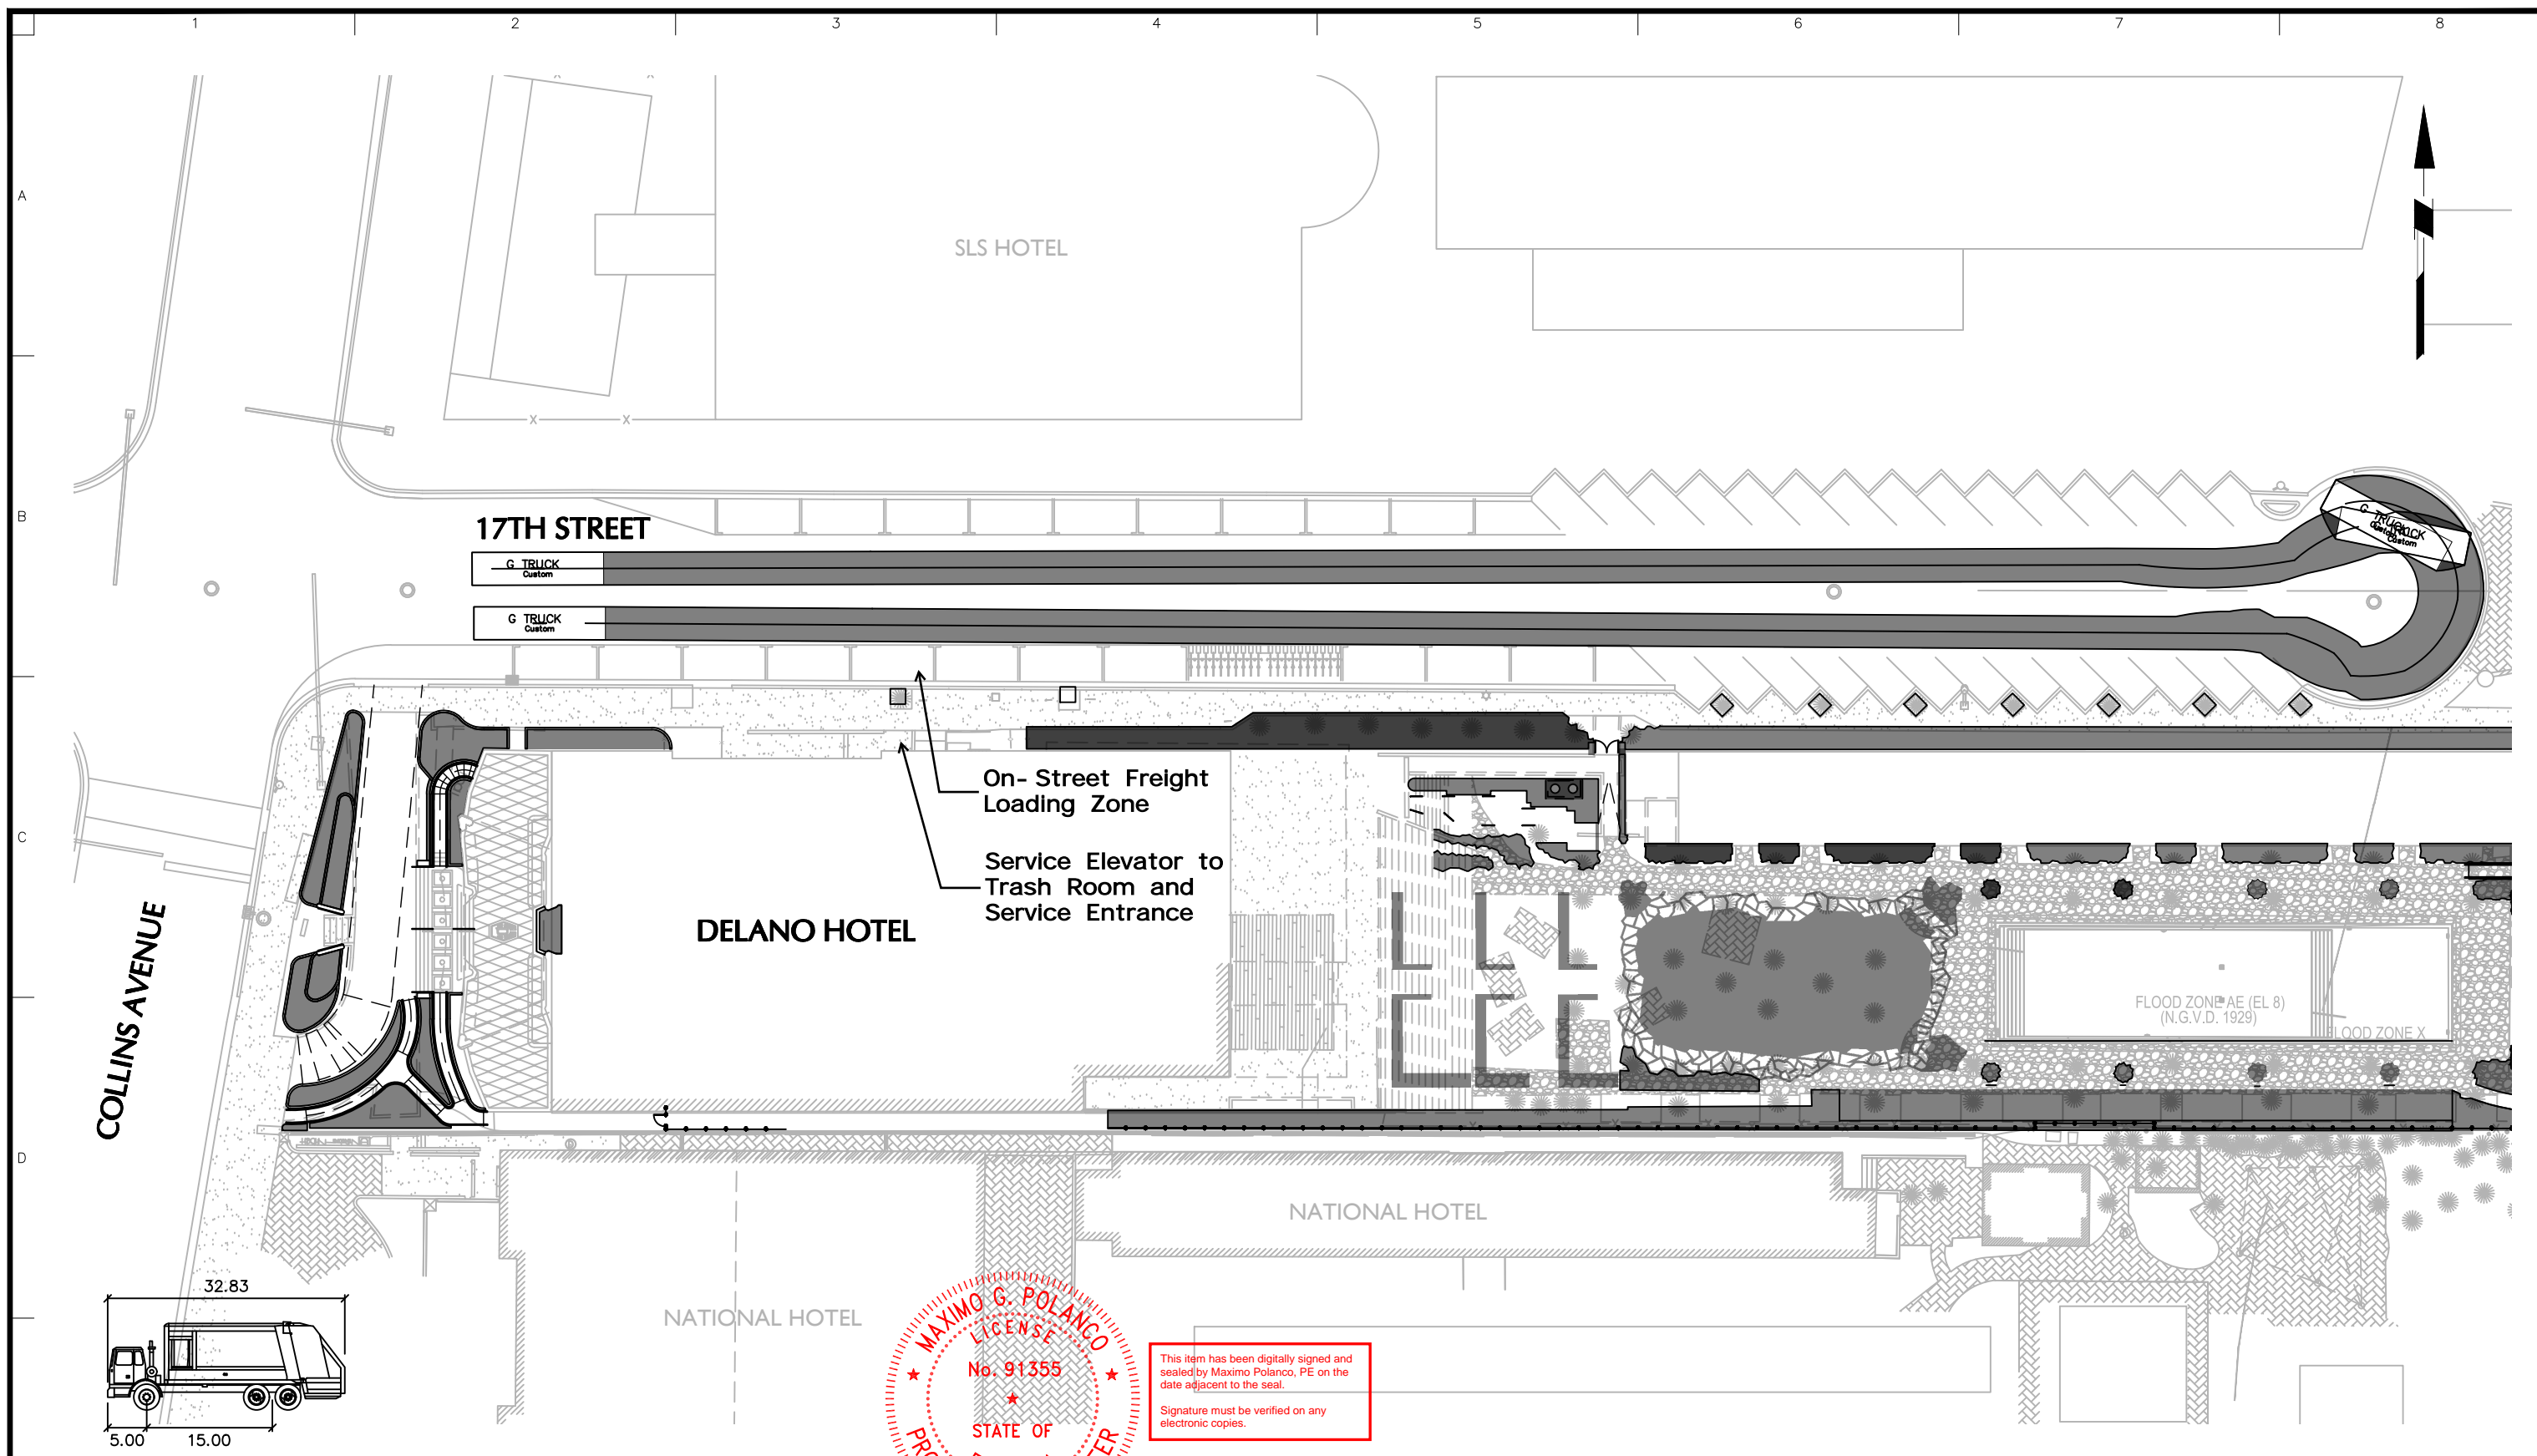 1 2 3 4 5 6 7 8
A
B
C
D
SLS HOTEL
17TH STREET
G TRUCK
Custom
G TRUCK
Custom
G TRUCK
Custom
On-Street Freight
Loading Zone
Service Elevator to
Trash Room and
Service Entrance
DELANO HOTEL
COLLINS AVENUE
FLOOD ZONE AE (EL 8)
(N.G.V.D. 1929)
FLOOD ZONE X
NATIONAL HOTEL
NATIONAL HOTEL
32.83
5.00 15.00
MAXIMO G. POLANCO
LICENSE
No. 91355
STATE OF
This item has been digitally signed and
sealed by Maximo Polanco, PE on the
date adjacent to the seal.
Signature must be verified on any
electronic copies.